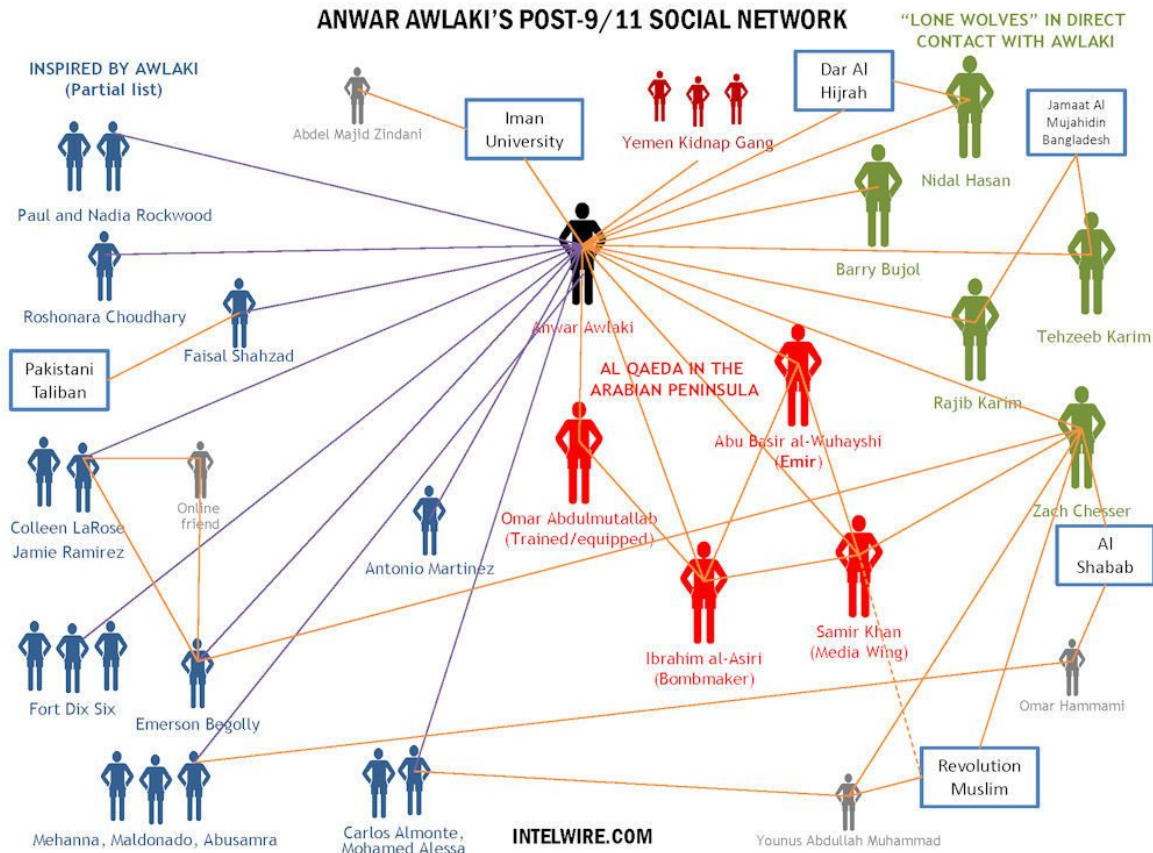 ANWAR AWLAKI'S POST-9/11 SOCIAL NETWORK
"LONE WOLVES" IN DIRECT
CONTACT WITH AWLAKI
INSPIRED BY AWLAKI
(Partial list)
Abdel Majid Zindani
Iman
University
Yemen Kidnap Gang
Dar Al
Hijrah
Jamaat Al
Mujahidin
Bangladesh
Nidal Hasan
Paul and Nadia Rockwood
Barry Bujol
Roshonara Choudhary
Anwar Awlaki
Tehzeeb Karim
Faisal Shahzad
Pakistani
Taliban
AL QAEDA IN THE
ARABIAN PENINSULA
Rajib Karim
Abu Basir al-Wuhayshi
(Emir)
Zach Chesser
Colleen LaRose
Jamie Ramirez
Online
friend
Omar Abdulmutallab
(Trained/equipped)
Antonio Martinez
Al
Shabab
Samir Khan
(Media Wing)
Ibrahim al-Asiri
(Bombmaker)
Fort Dix Six
Emerson Begolly
Omar Hammami
Revolution
Muslim
Mehanna, Maldonado, Abusamra
Carlos Almonte,
Mohamed Alessa
INTELWIRE.COM
Younus Abdullah Muhammad